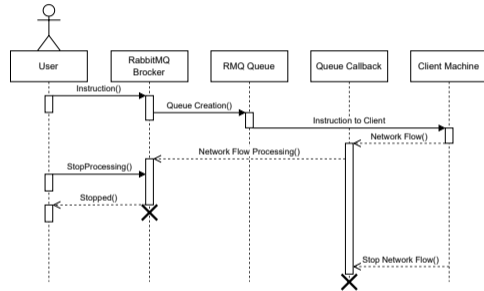 User
RabbitMQ
Brocker
RMQ Queue
Queue Callback
Client Machine
Instruction()
Queue Creation()
Instruction to Client
Network Flow()
Network Flow Processing()
StopProcessing()
Stopped()
Stop Network Flow()